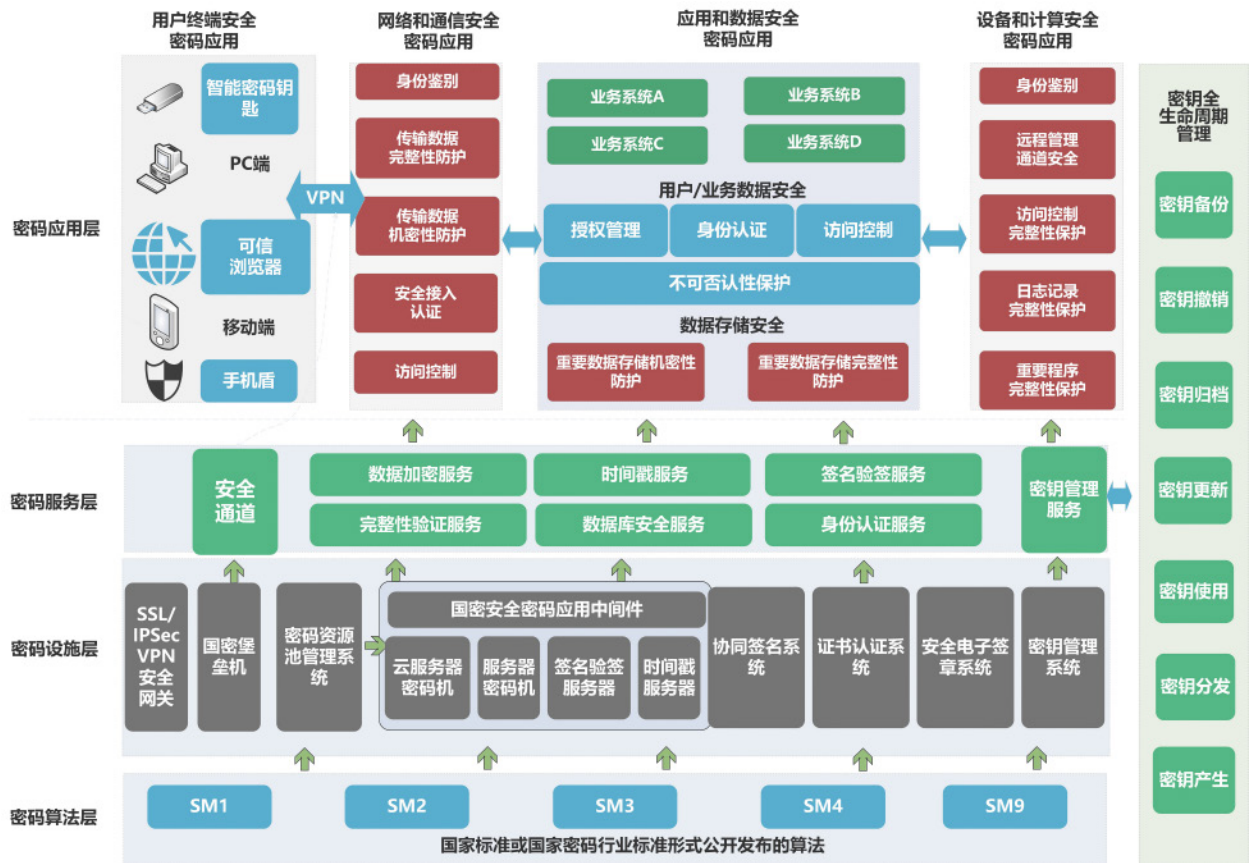 用户终端安全
密码应用
网络和通信安全
密码应用
应用和数据安全
密码应用
设备和计算安全
密码应用
密码应用层
智能密码钥
匙
PC端
VPN
可信
浏览器
移动端
手机盾
身份鉴别
传输数据
完整性防护
传输数据
机密性防护
安全接入
认证
访问控制
业务系统A
业务系统B
业务系统C
业务系统D
用户/业务数据安全
授权管理
身份认证
访问控制
不可否认性保护
数据存储安全
重要数据存储机密性
防护
重要数据存储完整性
防护
身份鉴别
远程管理
通道安全
访问控制
完整性保护
日志记录
完整性保护
重要程序
完整性保护
密钥全
生命周期
管理
密钥备份
密钥撤销
密钥归档
密钥更新
密钥使用
密钥分发
密钥产生
密码服务层
安全
通道
数据加密服务
时间戳服务
签名验签服务
完整性验证服务
数据库安全服务
身份认证服务
密钥管理
服务
密码设施层
SSL/
IPSec
VPN
安全
网关
国密堡
垒机
密码资源
池管理系
统
国密安全密码应用中间件
云服务器
密码机
服务器
密码机
签名验签
服务器
时间戳
服务器
协同签名系
统
证书认证系
统
安全电子签
章系统
密钥管理
系统
密码算法层
SM1
SM2
SM3
SM4
SM9
国家标准或国家密码行业标准形式公开发布的算法